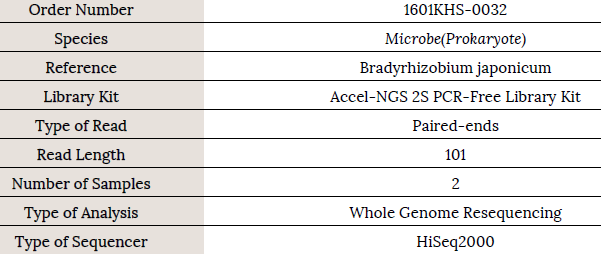 Order Number 1601KHS-0032
Species Microbe(Prokaryote)
Reference Bradyrhizobium japonicum
Library Kit Accel-NGS 2S PCR-Free Library Kit
Type of Read Paired-ends
Read Length 101
Number of Samples 2
Type of Analysis Whole Genome Resequencing
Type of Sequencer HiSeq2000